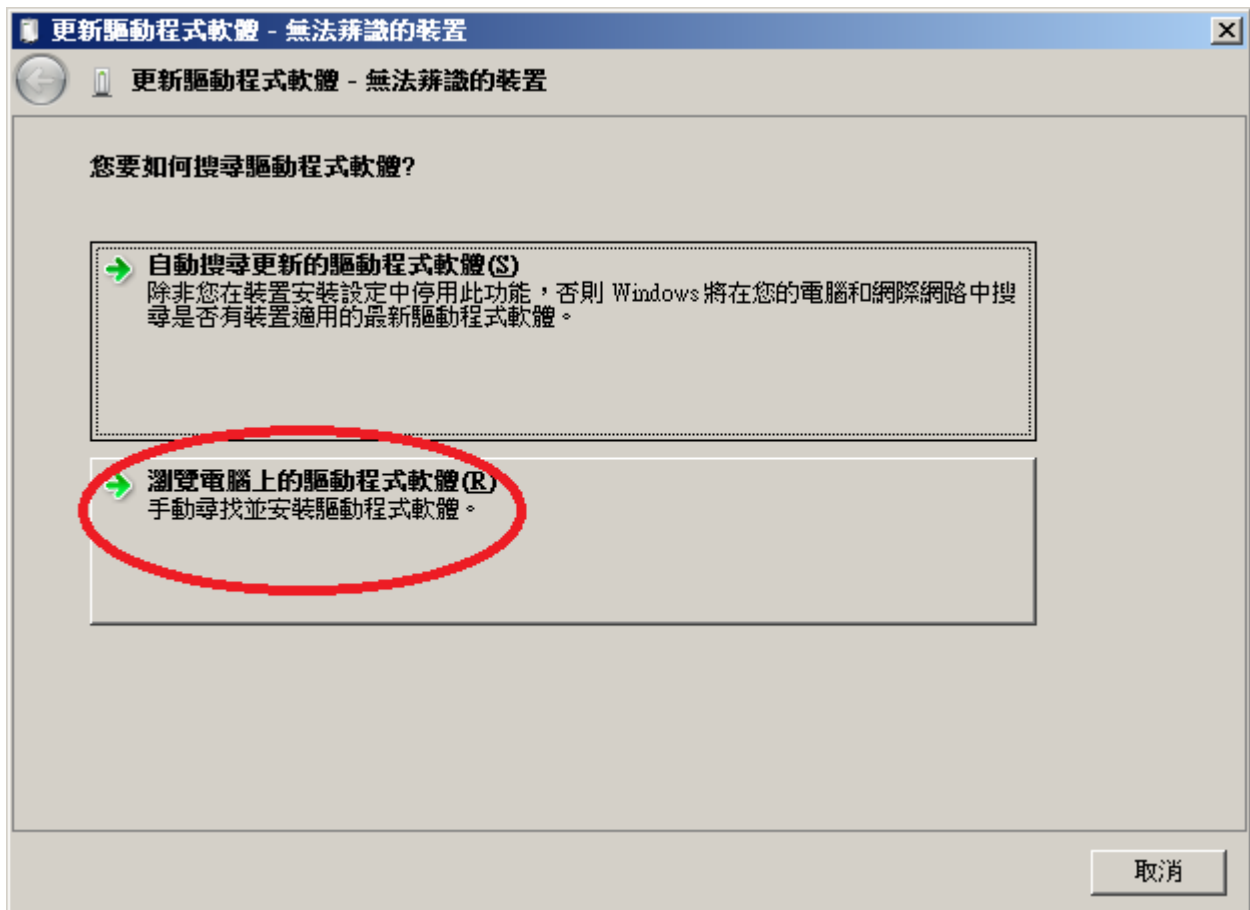 更新驅動程式軟體 - 無法辨識的裝置
更新驅動程式軟體 - 無法辨識的裝置
您要如何搜尋驅動程式軟體?
自動搜尋更新的驅動程式軟體(S)
除非您在裝置安裝設定中停用此功能，否則 Windows 將在您的電腦和網際網路中搜
尋是否有裝置適用的最新驅動程式軟體。
瀏覽電腦上的驅動程式軟體(R)
手動尋找並安裝驅動程式軟體。
取消